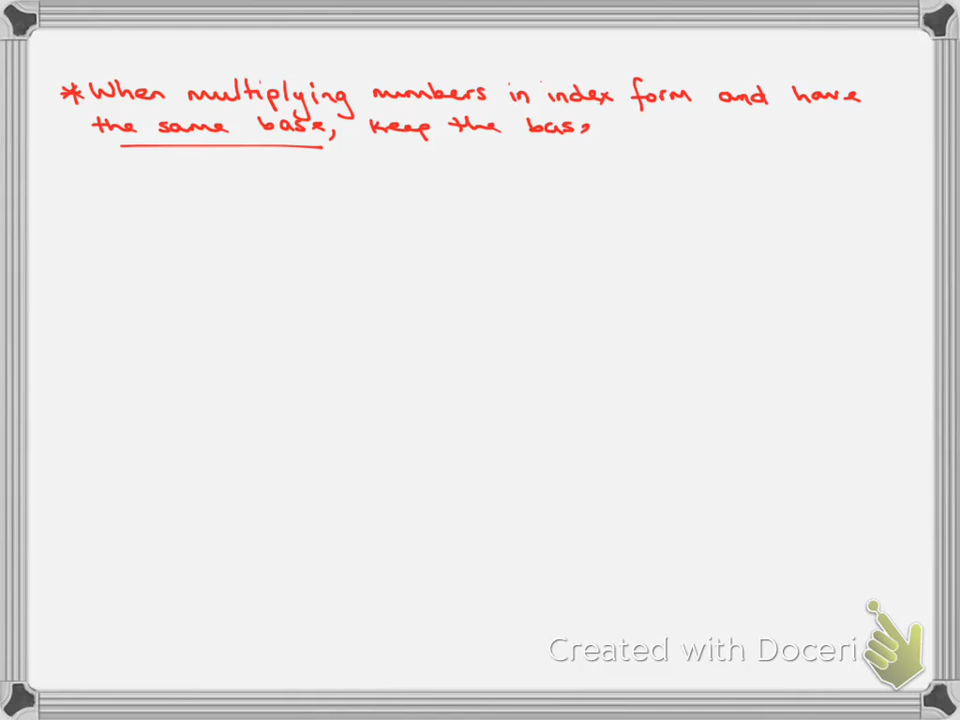 *When multiplying numbers in index form and have
the same base, keep the bas
Created with Doceri